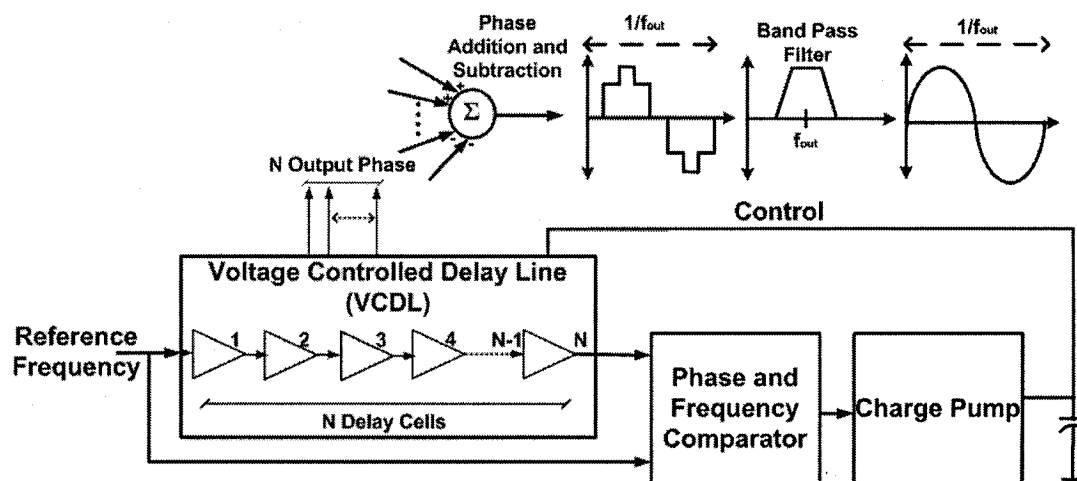 Phase
Addition and
Subtraction
1/fout
Band Pass
Filter
1/fout
+
+
Σ
-
-
fout
N Output Phase
Control
Voltage Controlled Delay Line
(VCDL)
Reference
Frequency
1 2 3 4 N-1 N
N Delay Cells
Phase and
Frequency
Comparator
Charge Pump